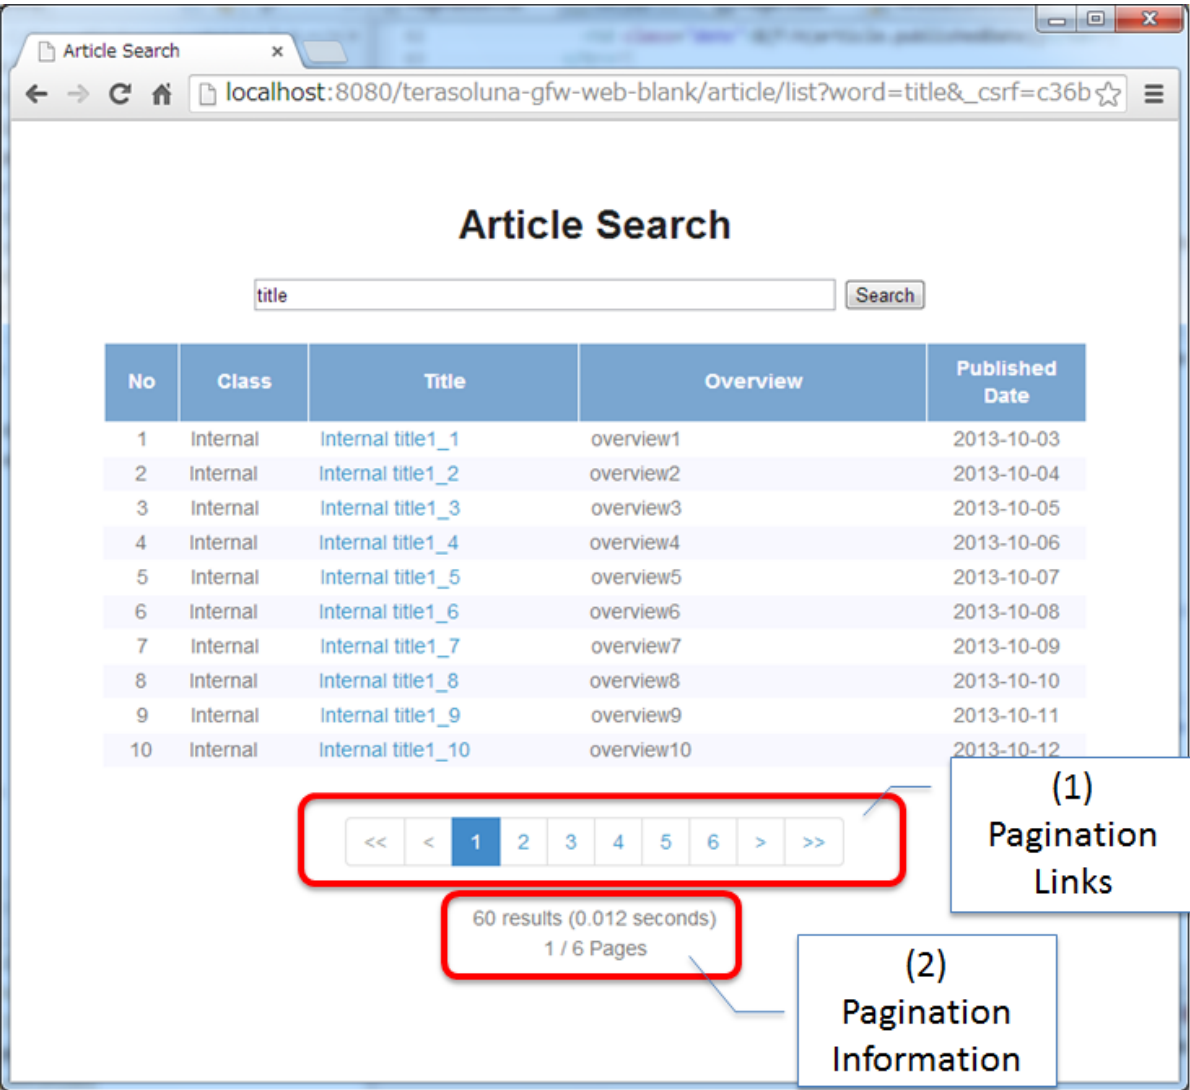 Article Search
localhost:8080/terasoluna-gfw-web-blank/article/list?word=title&_csrf=c36b
Article Search
title Search
No Class Title Overview Published Date
1 Internal Internal title1_1 overview1 2013-10-03
2 Internal Internal title1_2 overview2 2013-10-04
3 Internal Internal title1_3 overview3 2013-10-05
4 Internal Internal title1_4 overview4 2013-10-06
5 Internal Internal title1_5 overview5 2013-10-07
6 Internal Internal title1_6 overview6 2013-10-08
7 Internal Internal title1_7 overview7 2013-10-09
8 Internal Internal title1_8 overview8 2013-10-10
9 Internal Internal title1_9 overview9 2013-10-11
10 Internal Internal title1_10 overview10 2013-10-12
<< < 1 2 3 4 5 6 > >>
(1)
Pagination
Links
60 results (0.012 seconds)
1 / 6 Pages
(2)
Pagination
Information